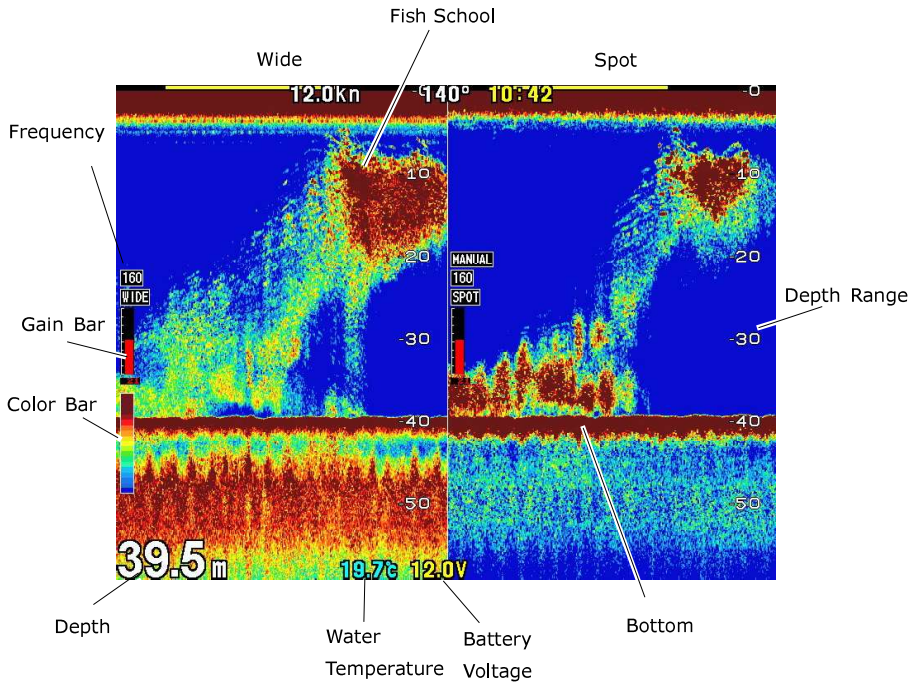 Fish School
Wide
Spot
12.0kn 140° 10:42
-0
-0
Frequency
10
-10
-20
-20
160
WIDE
MANUAL
160
SPOT
Depth Range
Gain Bar
-30
-30
Color Bar
-40
-40
-50
-50
39.5m
19.7℃ 12.0V
Depth
Water
Temperature
Battery
Voltage
Bottom